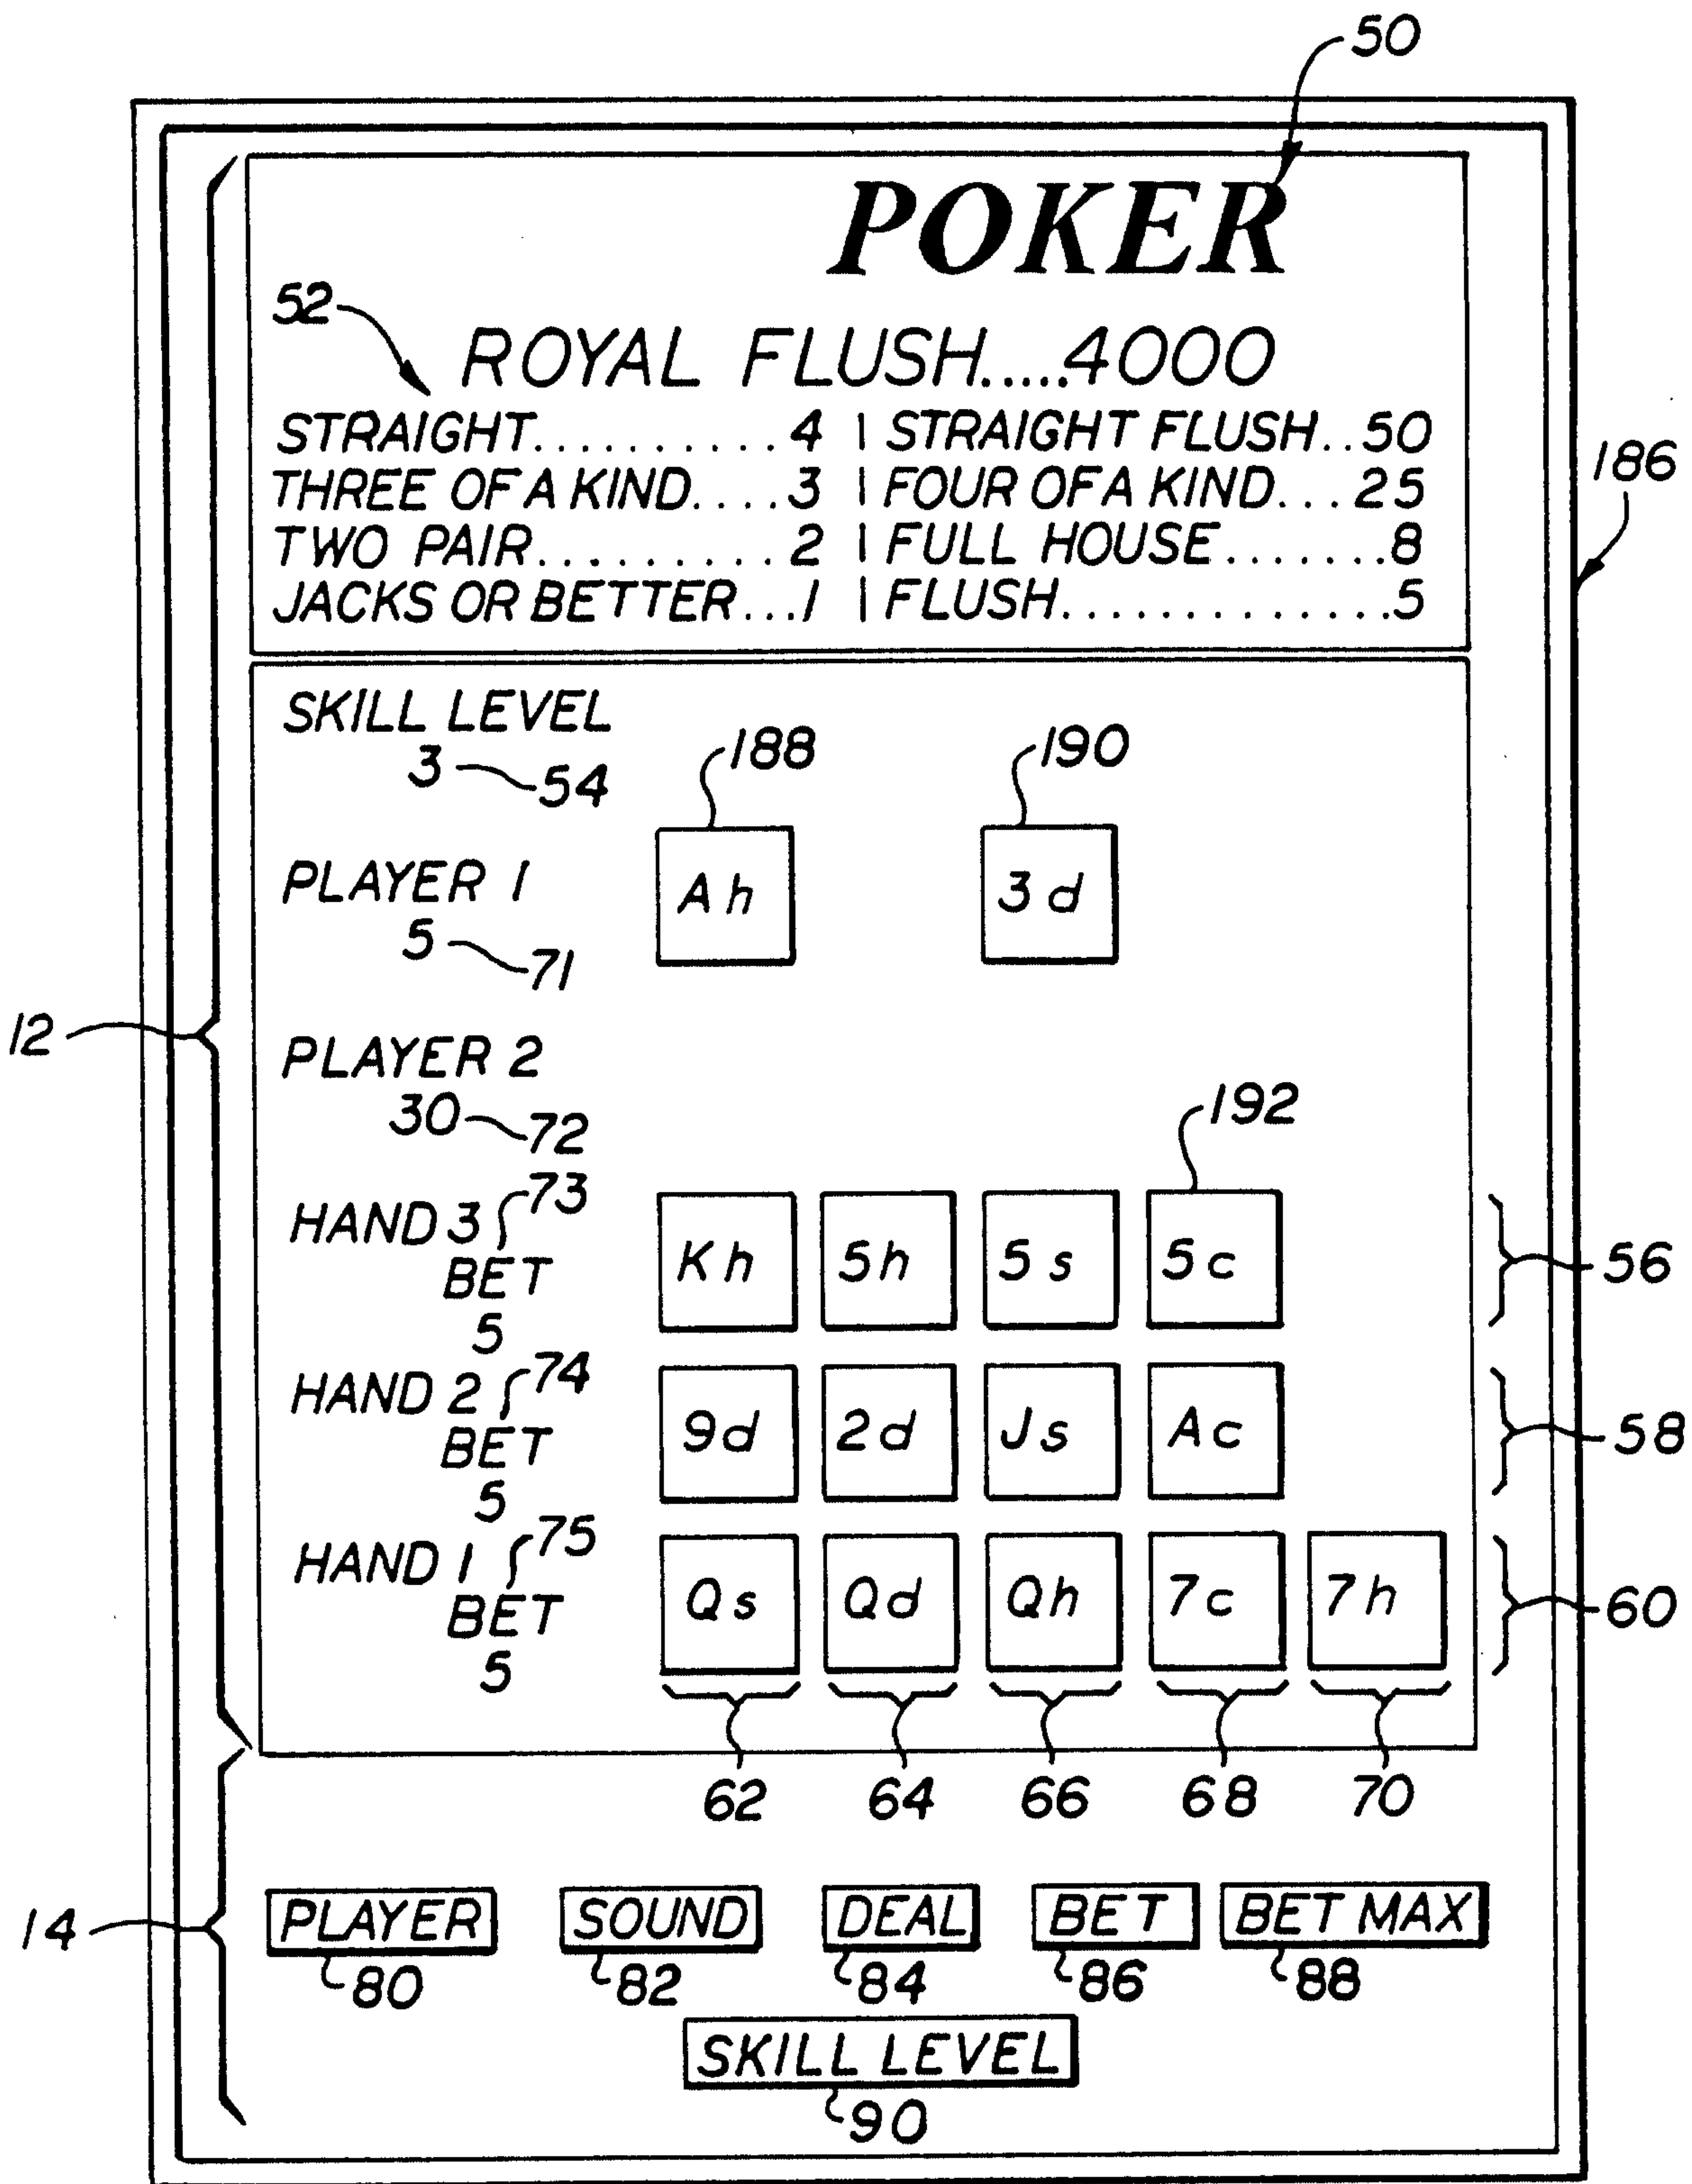 50
POKER
52
ROYAL FLUSH.....4000
STRAIGHT..........4 | STRAIGHT FLUSH..50
THREE OF A KIND....3 | FOUR OF A KIND...25
TWO PAIR..........2 | FULL HOUSE.......8
JACKS OR BETTER...1 | FLUSH.............5
186
SKILL LEVEL
3 54
188 190
PLAYER 1 Ah 3d
5 71
12
PLAYER 2
30 72
192
HAND 3 73
BET Kh 5h 5s 5c 56
5
HAND 2 74
BET 9d 2d Js Ac 58
5
HAND 1 75
BET Qs Qd Qh 7c 7h 60
5
62 64 66 68 70
14
PLAYER SOUND DEAL BET BET MAX
80 82 84 86 88
SKILL LEVEL
90